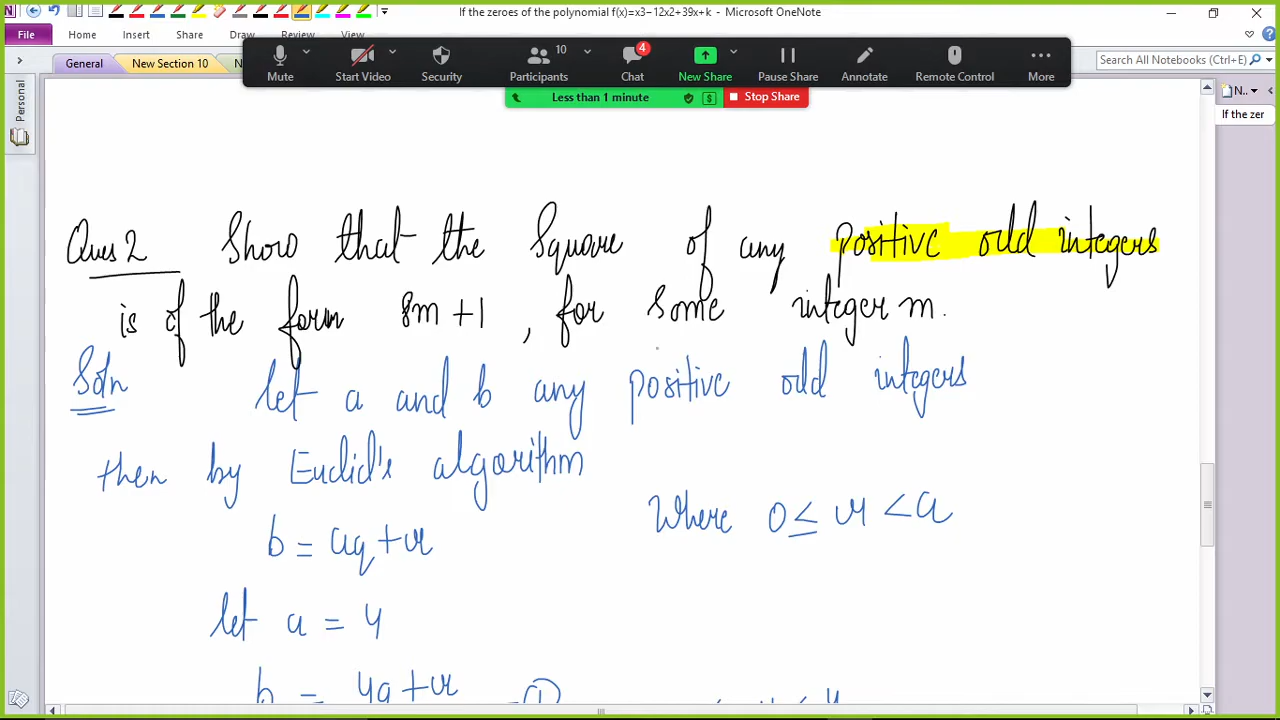 If the zeroes of the polynomial f(x)=x3−12x2+39x+k - Microsoft OneNote
File Home Insert Share Draw Review View
General New Section 10 N
Search All Notebooks (Ctrl+E)
Mute Start Video Security Participants 10 Chat 4 New Share Pause Share Annotate Remote Control More
Less than 1 minute Stop Share
Personal
N..
If the zer
Ques 2 Show that the Square of any positive odd integers
is of the form 8m + 1 , for some integer m.
Soln let a and b any positive odd integers
then by Euclid's algorithm
b = aq + r Where 0 ≤ r < a
let a = 4
b = 4q + r - ①